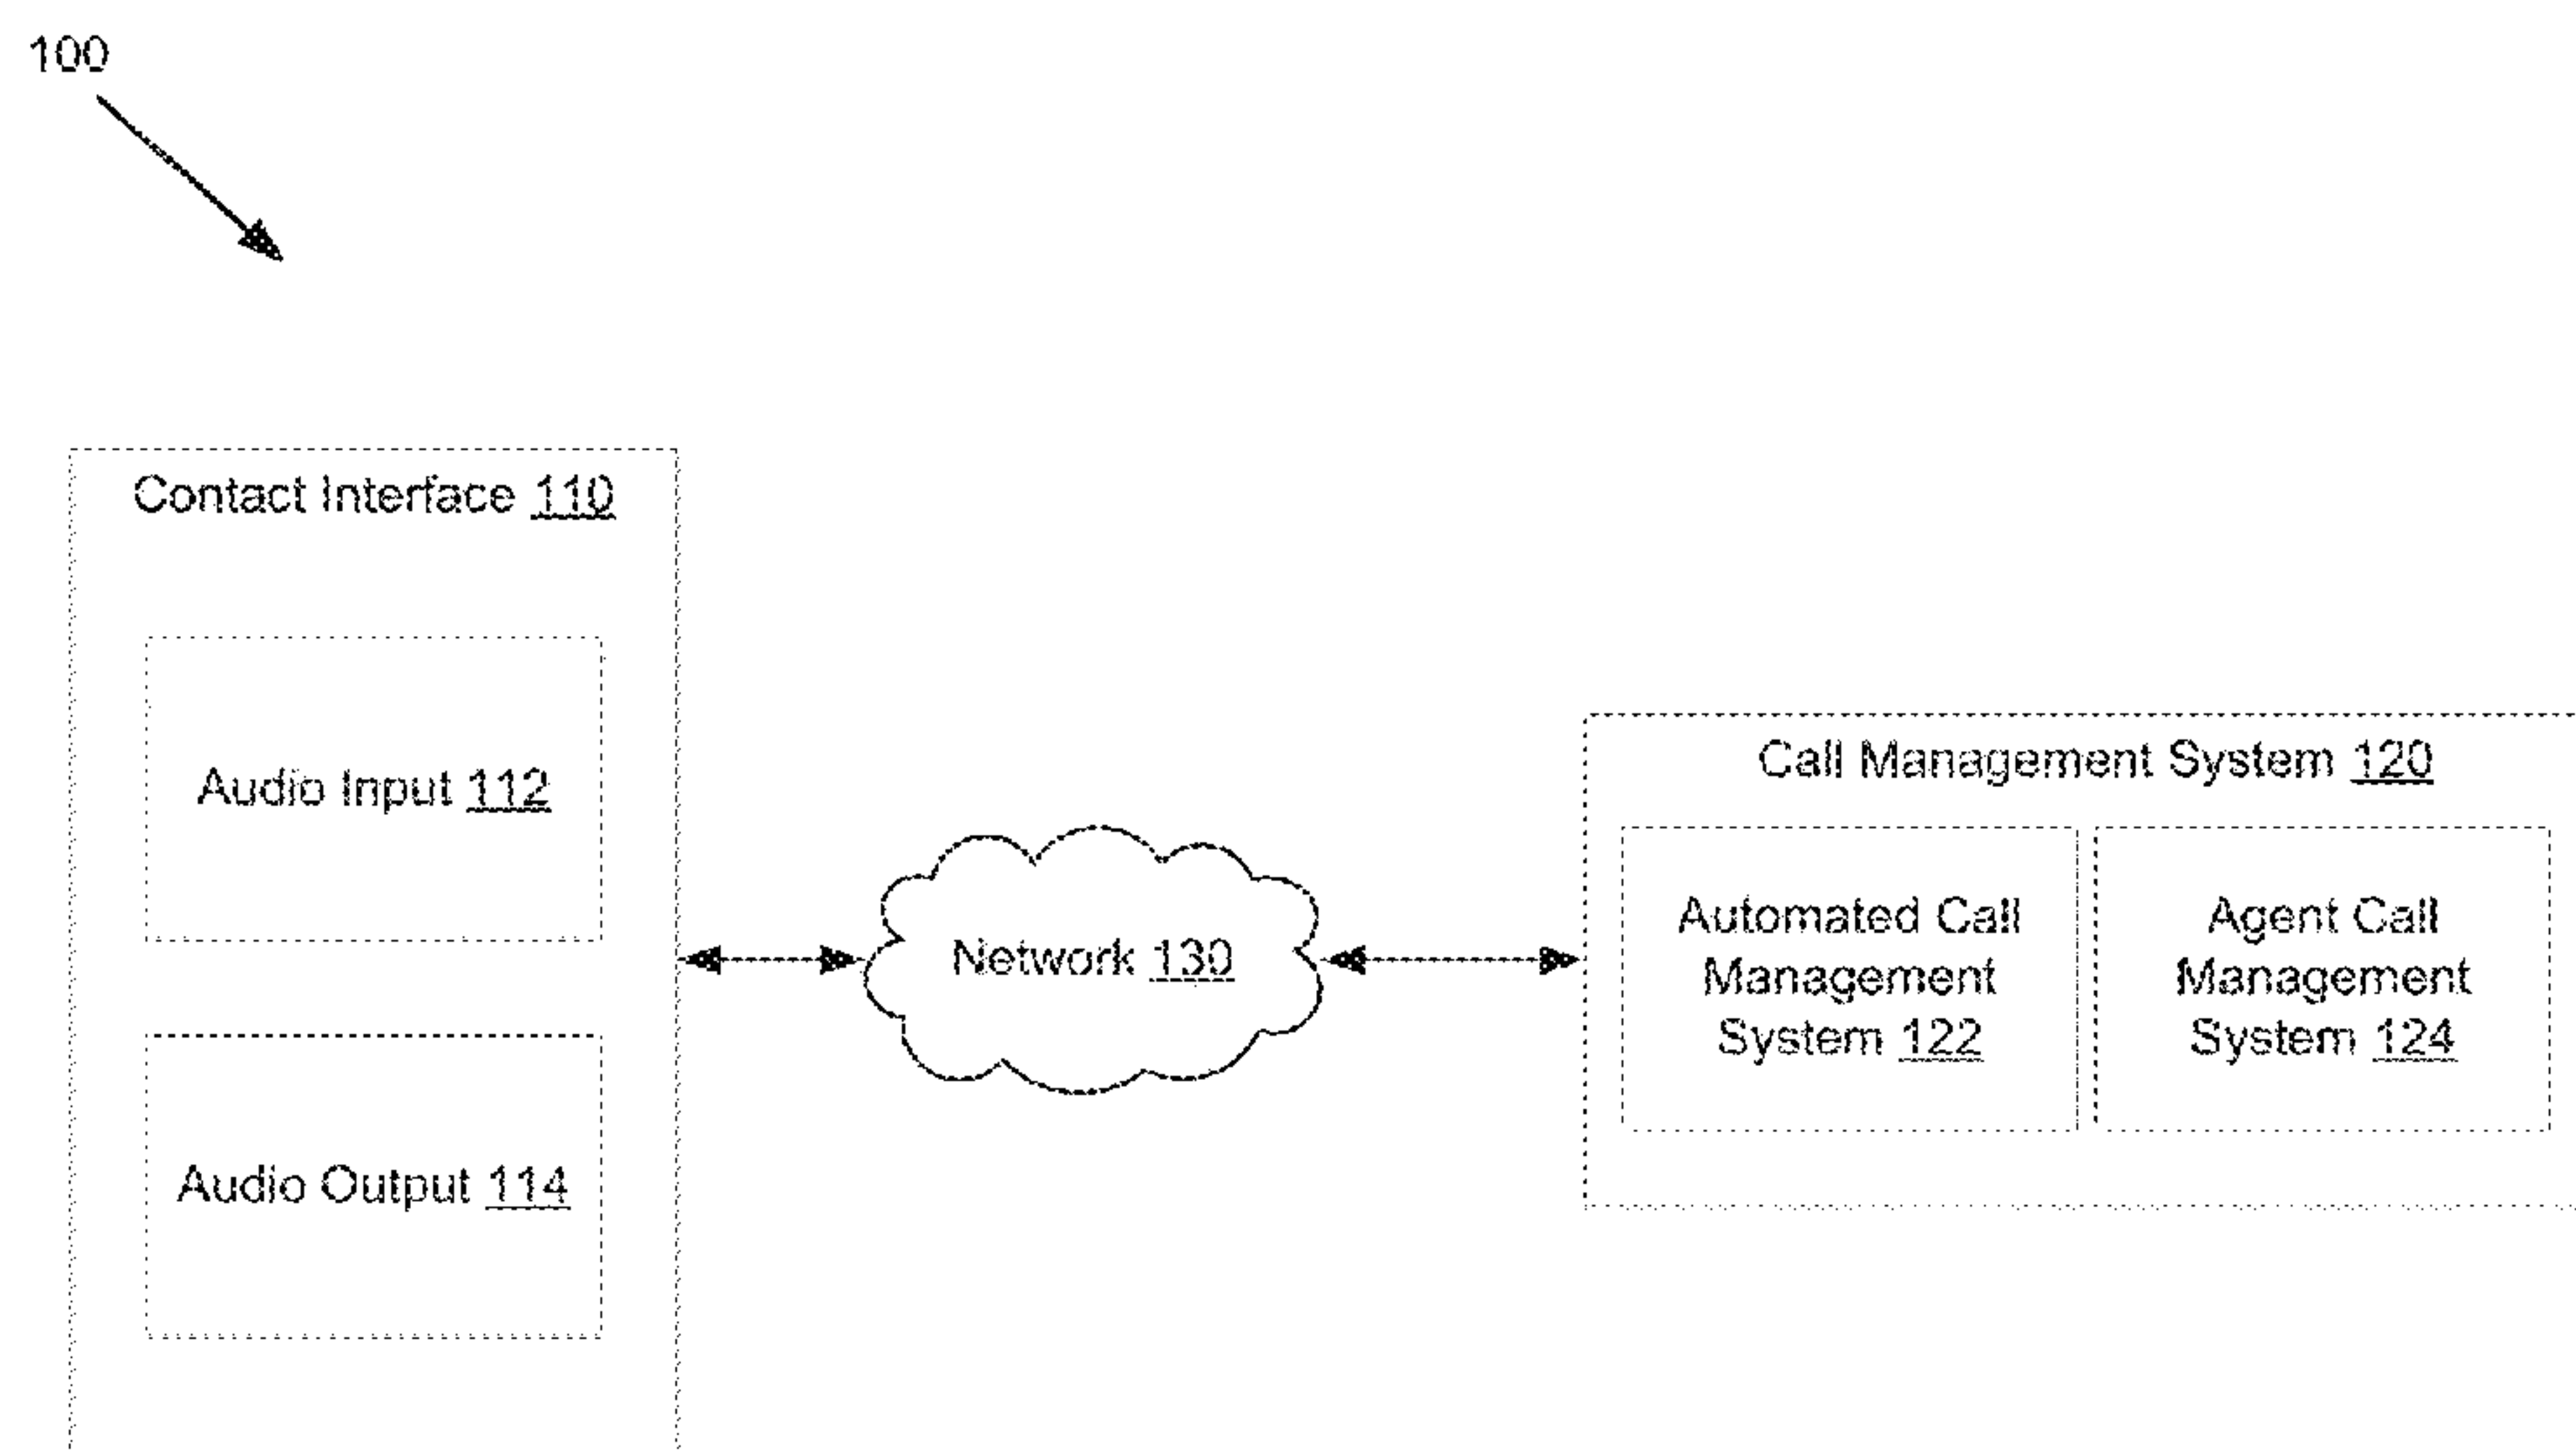 100
Contact Interface 110
Audio Input 112
Audio Output 114
Network 130
Call Management System 120
Automated Call
Management
System 122
Agent Call
Management
System 124